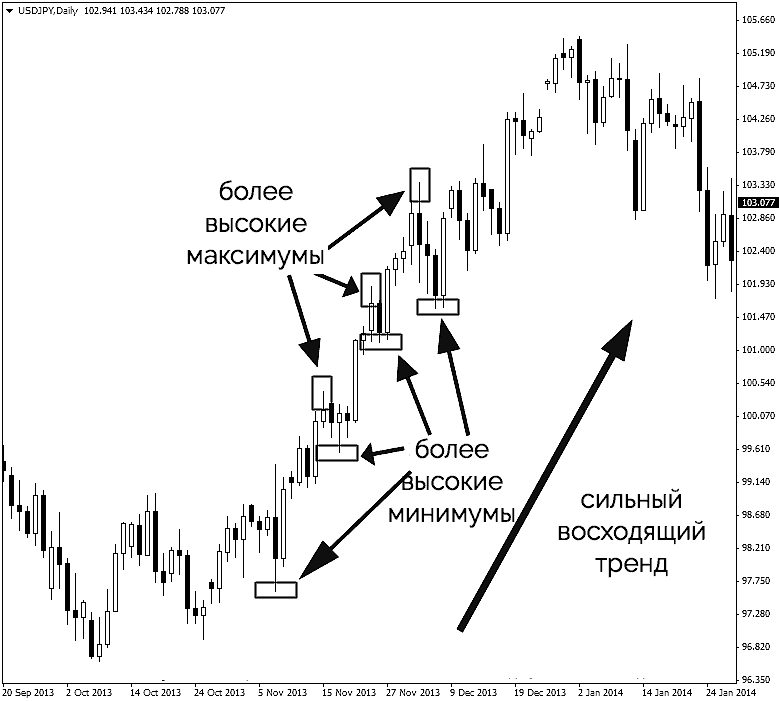 USDJPY,Daily 102.941 103.434 102.788 103.077
105.660
105.190
104.730
104.260
103.790
103.330
103.077
102.860
102.400
101.930
101.470
101.000
100.540
100.070
99.610
99.140
98.680
98.210
97.750
97.280
96.820
96.350
более
высокие
максимумы
более
высокие
минимумы
сильный
восходящий
тренд
20 Sep 2013 2 Oct 2013 14 Oct 2013 24 Oct 2013 5 Nov 2013 15 Nov 2013 27 Nov 2013 9 Dec 2013 19 Dec 2013 2 Jan 2014 14 Jan 2014 24 Jan 2014